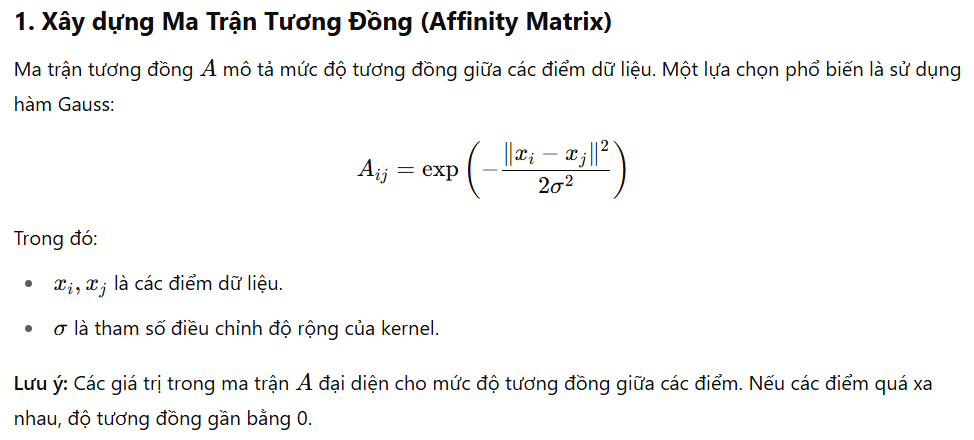 1. Xây dựng Ma Trận Tương Đồng (Affinity Matrix)
Ma trận tương đồng A mô tả mức độ tương đồng giữa các điểm dữ liệu. Một lựa chọn phổ biến là sử dụng
hàm Gauss:
A_{ij} = \exp\left(-\frac{\|x_i - x_j\|^2}{2\sigma^2}\right)
Trong đó:
• x_i, x_j là các điểm dữ liệu.
• σ là tham số điều chỉnh độ rộng của kernel.
Lưu ý: Các giá trị trong ma trận A đại diện cho mức độ tương đồng giữa các điểm. Nếu các điểm quá xa
nhau, độ tương đồng gần bằng 0.